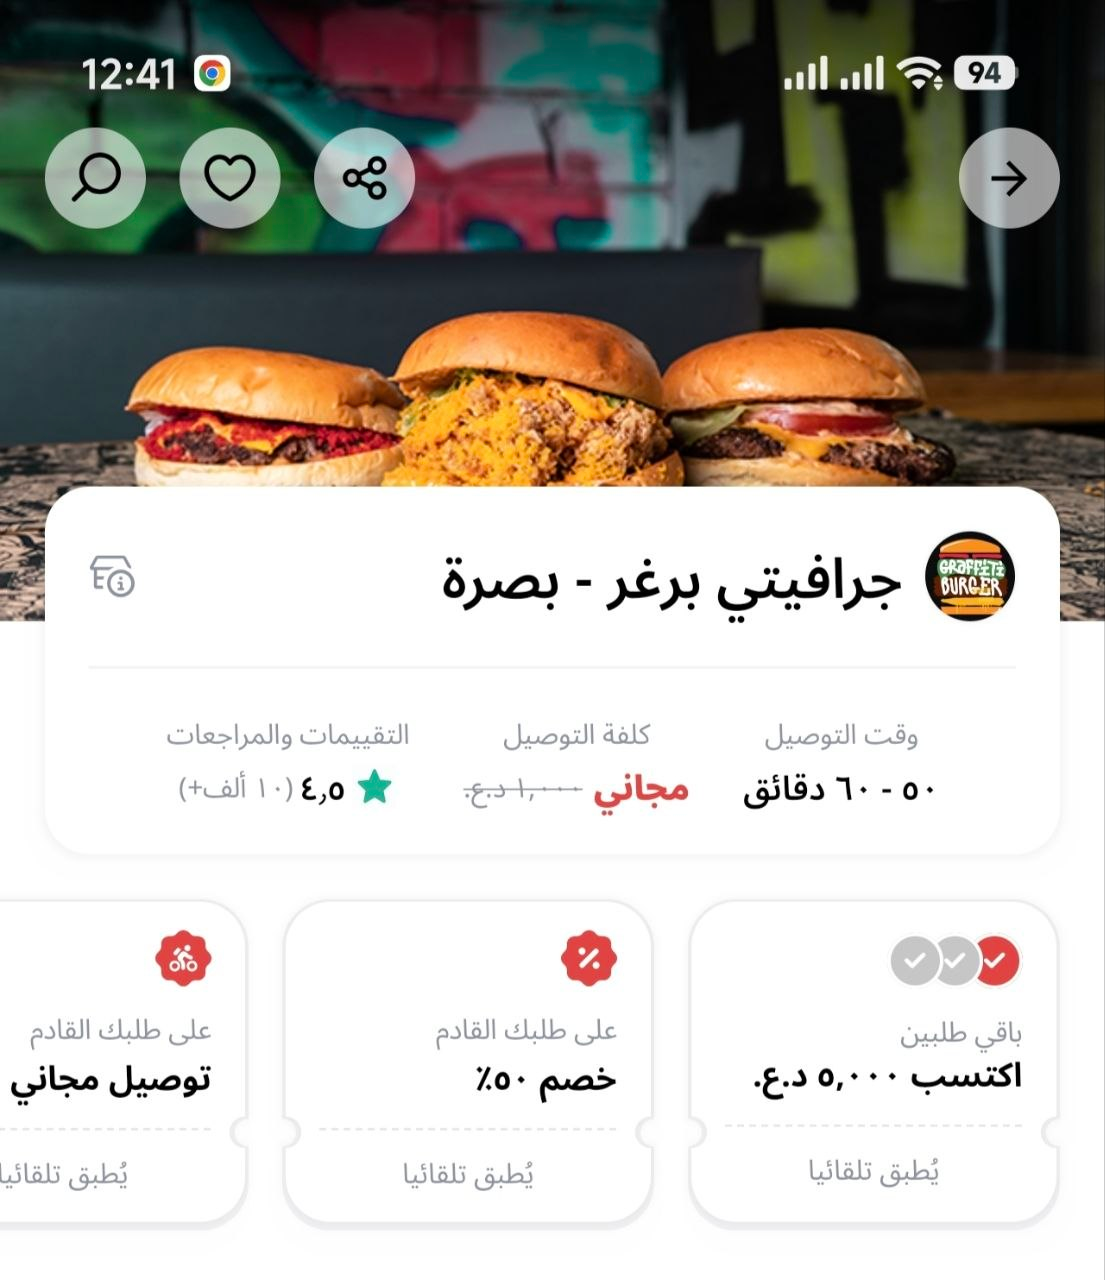 12:41
94
جرافيتي برغر - بصرة
GRAFFITI
BURGER
وقت التوصيل
٥٠ - ٦٠ دقائق
كلفة التوصيل
مجاني ١,٠٠٠ د.ع.
التقييمات والمراجعات
٤,٥ (١٠ ألف+)
باقي طلبين
اكتسب ٥,٠٠٠ د.ع.
يُطبق تلقائيا
على طلبك القادم
خصم ٥٠٪
يُطبق تلقائيا
على طلبك القادم
توصيل مجاني
يُطبق تلقائيا